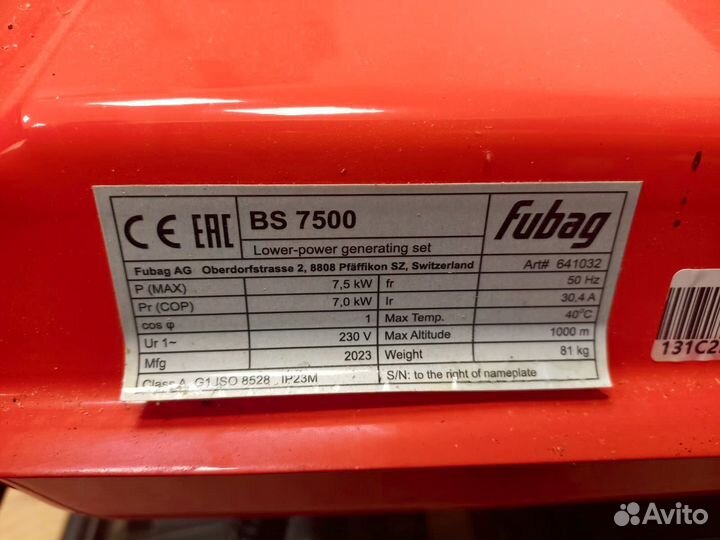 CE EAC BS 7500 Fubag
Lower-power generating set
Fubag AG Oberdorfstrasse 2, 8808 Pfäffikon SZ, Switzerland Art# 641032
P (MAX) 7,5 kW fr 50 Hz
Pr (COP) 7,0 kW Ir 30,4 A
cos φ 1 Max Temp. 40°C
Ur 1~ 230 V Max Altitude 1000 m
Mfg 2023 Weight 81 kg
Class A G1 ISO 8528 IP23M S/N: to the right of nameplate
131C2
Avito